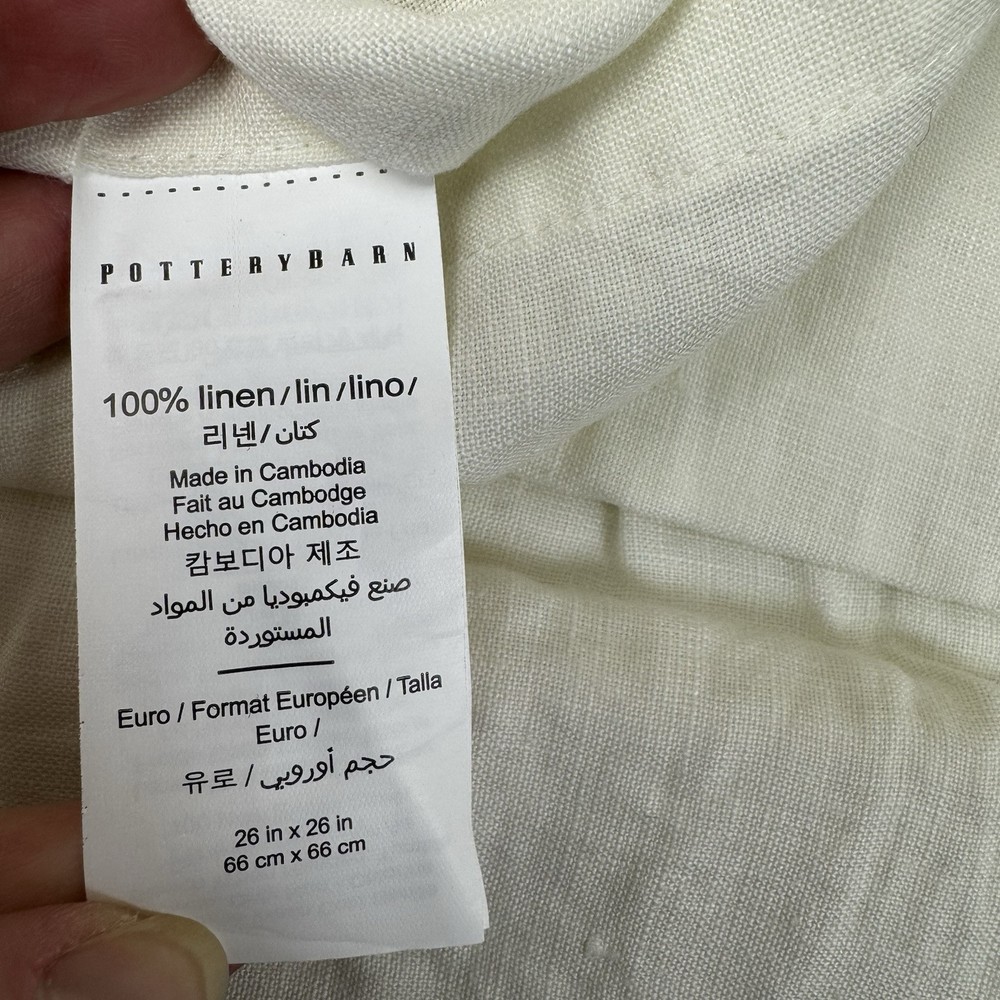 POTTERYBARN
100% linen/lin/lino/
리넨/كتان
Made in Cambodia
Fait au Cambodge
Hecho en Cambodia
캄보디아 제조
صنع فيكمبوديا من المواد
المستوردة
Euro / Format Européen / Talla
Euro /
유로 / حجم أوروبي
26 in x 26 in
66 cm x 66 cm